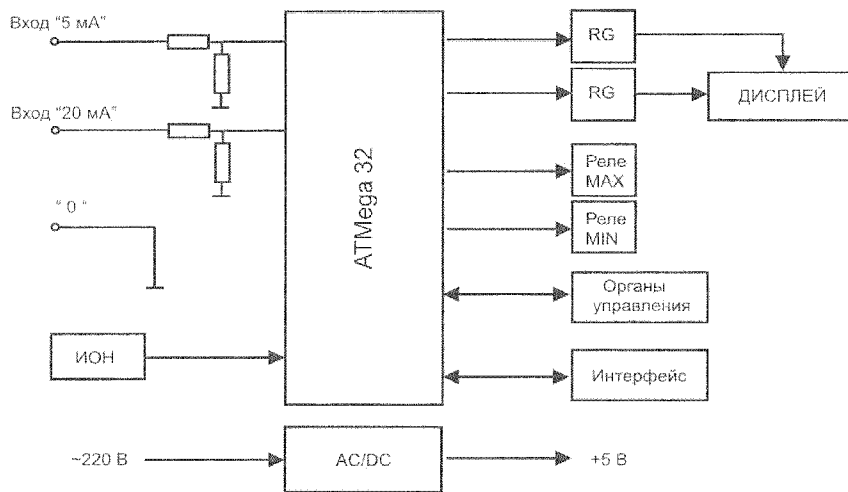 Вход "5 мА"
Вход "20 мА"
" 0 "
ИОН
ATMega 32
RG
RG
ДИСПЛЕЙ
Реле
MAX
Реле
MIN
Органы
управления
Интерфейс
~220 В
AC/DC
+5 В